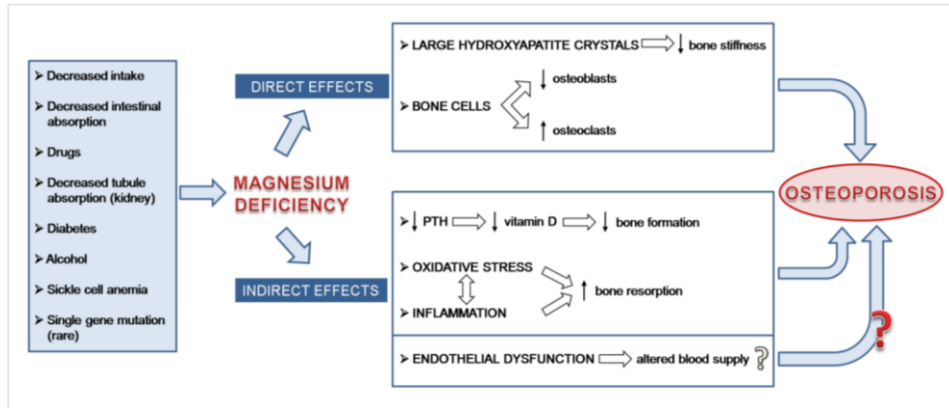 ➤ Decreased intake
➤ Decreased intestinal
absorption
➤ Drugs
➤ Decreased tubule
absorption (kidney)
➤ Diabetes
➤ Alcohol
➤ Sickle cell anemia
➤ Single gene mutation
(rare)
MAGNESIUM
DEFICIENCY
DIRECT EFFECTS
➤ LARGE HYDROXYAPATITE CRYSTALS ⇨ ↓ bone stiffness
↓ osteoblasts
➤ BONE CELLS
↑ osteoclasts
INDIRECT EFFECTS
➤ ↓ PTH ⇨ ↓ vitamin D ⇨ ↓ bone formation
➤ OXIDATIVE STRESS
↑ bone resorption
➤ INFLAMMATION
➤ ENDOTHELIAL DYSFUNCTION ⇨ altered blood supply ?
OSTEOPOROSIS
?